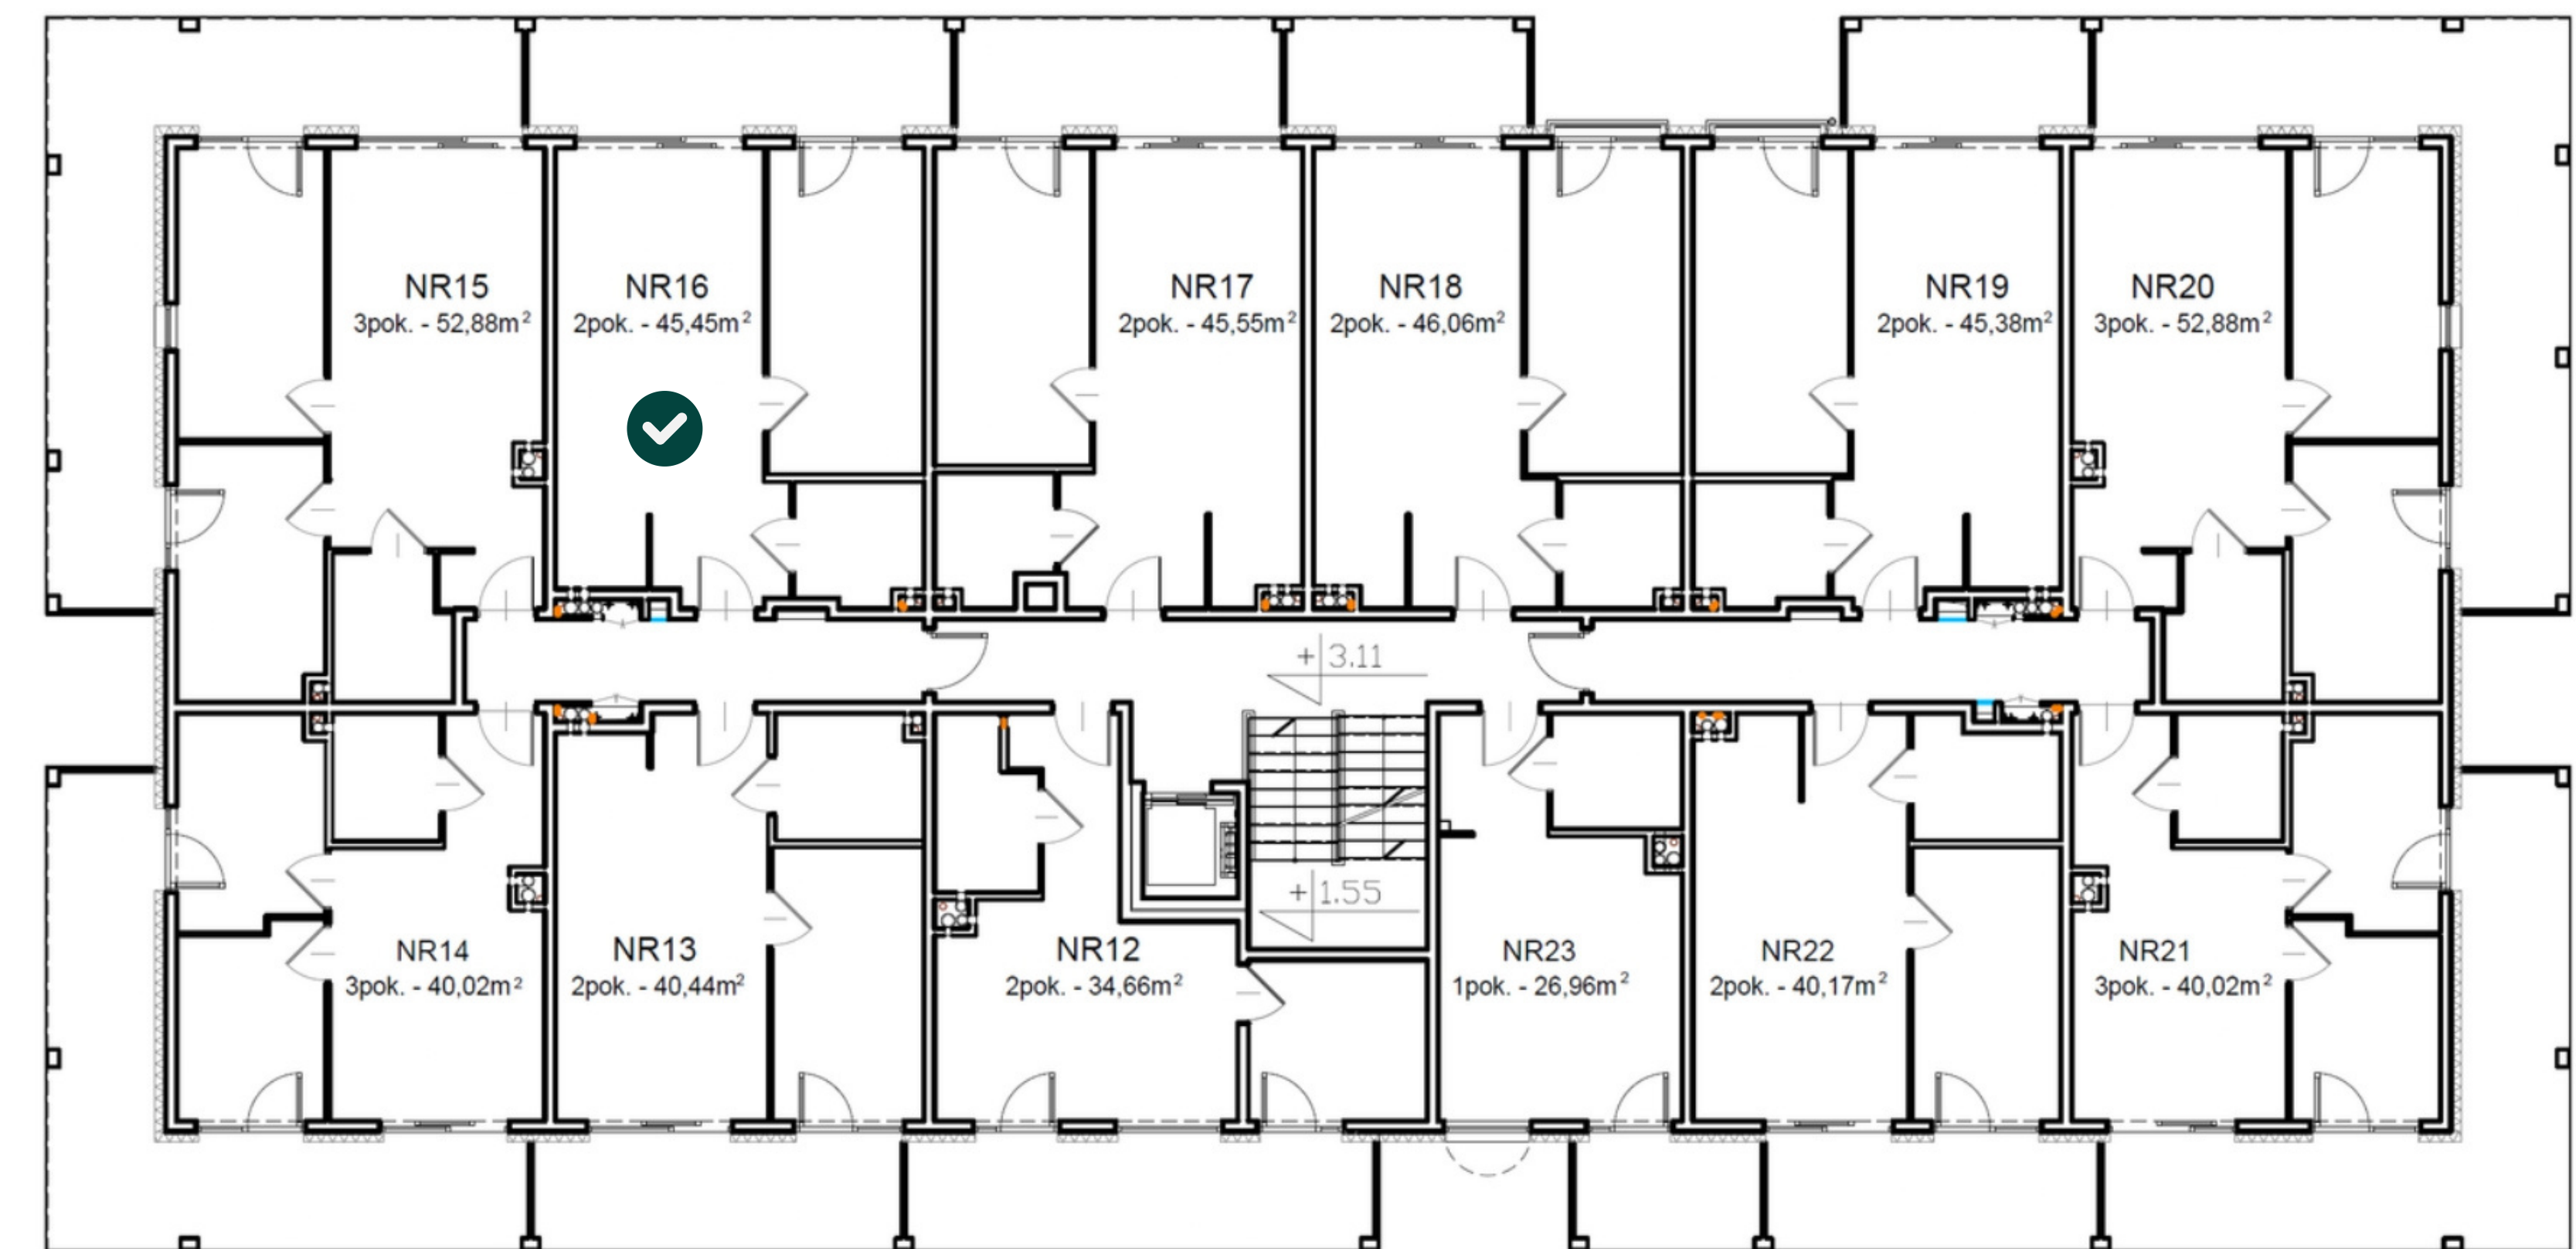 NR15
3pok. - 52,88m²
NR16
2pok. - 45,45m²
NR17
2pok. - 45,55m²
NR18
2pok. - 46,06m²
NR19
2pok. - 45,38m²
NR20
3pok. - 52,88m²
+3.11
+1.55
NR14
3pok. - 40,02m²
NR13
2pok. - 40,44m²
NR12
2pok. - 34,66m²
NR23
1pok. - 26,96m²
NR22
2pok. - 40,17m²
NR21
3pok. - 40,02m²